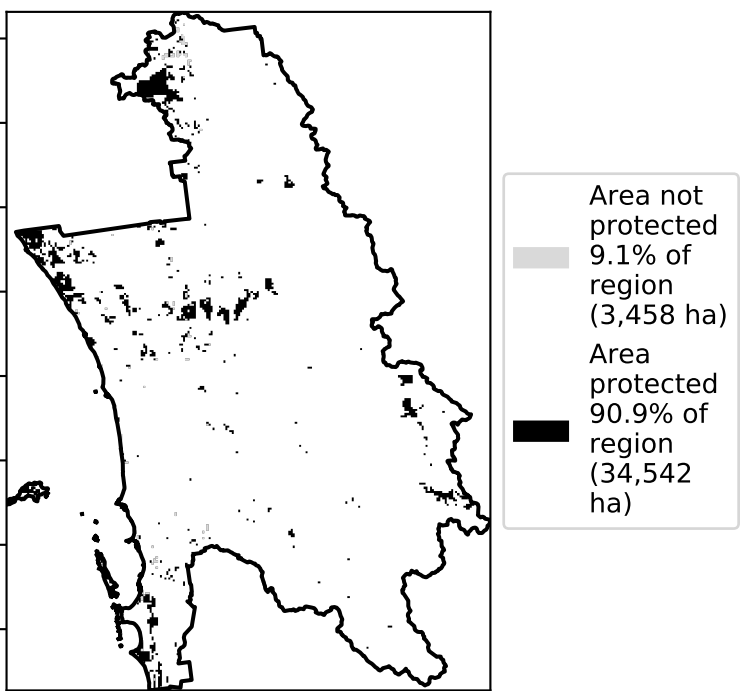 Area not
protected
9.1% of
region
(3,458 ha)
Area
protected
90.9% of
region
(34,542
ha)